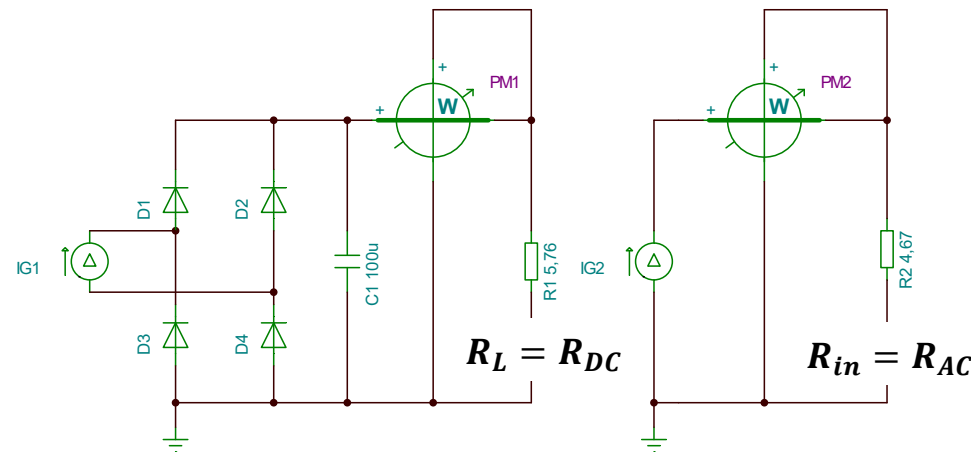 +
PM1
+
W
D1
D2
IG1
C1 100u
R1 5,76
D3
D4
R_L = R_DC
+
PM2
+
W
IG2
R2 4,67
R_in = R_AC